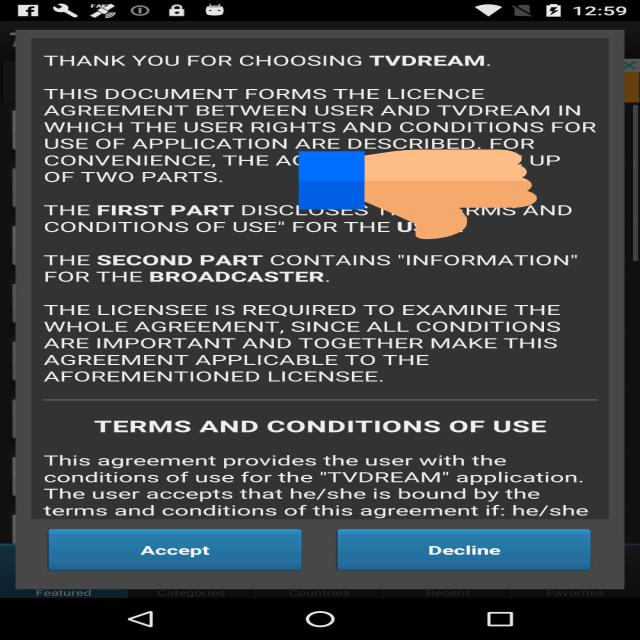 12:59
THANK YOU FOR CHOOSING TVDREAM.
THIS DOCUMENT FORMS THE LICENCE
AGREEMENT BETWEEN USER AND TVDREAM IN
WHICH THE USER RIGHTS AND CONDITIONS FOR
USE OF APPLICATION ARE DESCRIBED. FOR
CONVENIENCE, THE UP
OF TWO PARTS.
THE FIRST PART DISCLOSES AND
CONDITIONS OF USE" FOR THE
THE SECOND PART CONTAINS "INFORMATION"
FOR THE BROADCASTER.
THE LICENSEE IS REQUIRED TO EXAMINE THE
WHOLE AGREEMENT, SINCE ALL CONDITIONS
ARE IMPORTANT AND TOGETHER MAKE THIS
AGREEMENT APPLICABLE TO THE
AFOREMENTIONED LICENSEE.
TERMS AND CONDITIONS OF USE
This agreement provides the user with the
conditions of use for the "TVDREAM" application.
The user accepts that he/she is bound by the
terms and conditions of this agreement if: he/she
Accept Decline
Featured Categories Countries Recent Favorites